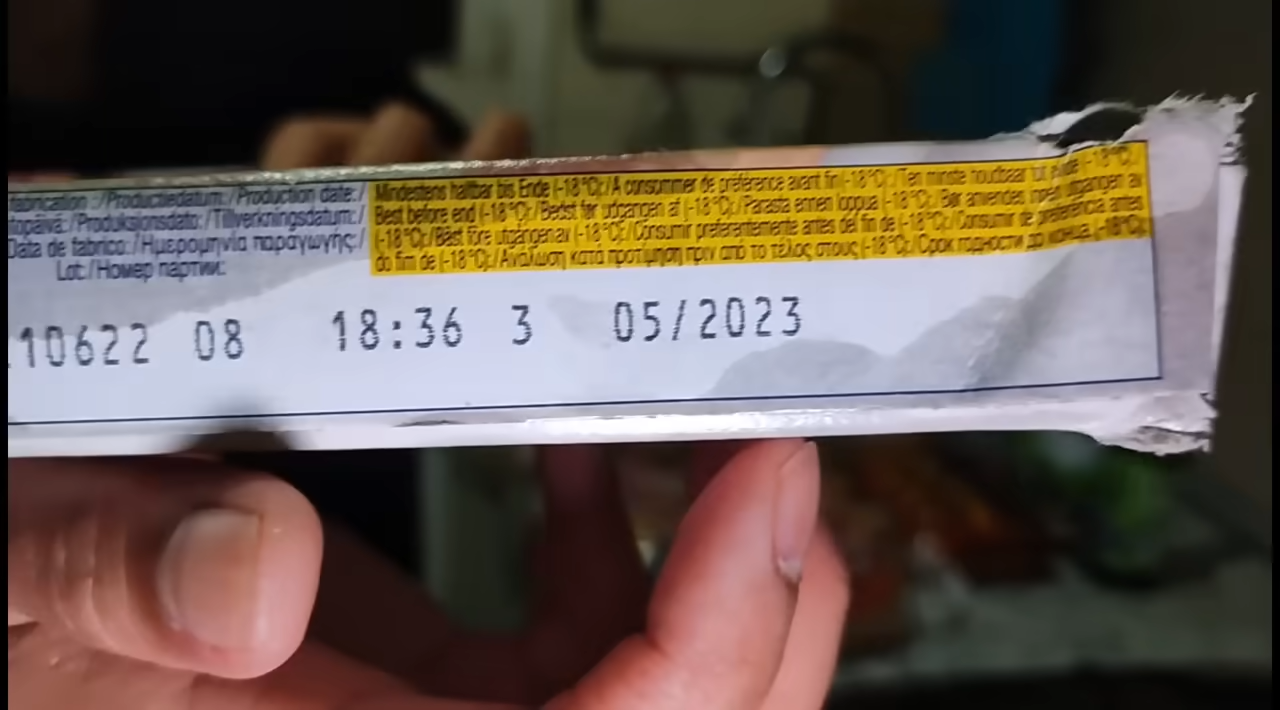 fabrication :/Productiedatum:/Production date:/
/Produksjonsdato:/Tillverkningsdatum:/
Data de fabrico:/Ημερομηνία παραγωγής:/
Lot:/Номер партии:
Mindestens haltbar bis Ende (-18°C):/A consommer de préférence avant fin (-18°C):/Ten minste houdbaar tot einde (-18°C):
Best before end (-18°C):/Bedst før udgangen af (-18°C):/Parasta ennen loppua (-18°C):/Bør anvendes innen utgangen av
(-18°C):/Bäst före utgången av (-18°C):/Consumir preferentemente antes del fin de (-18°C):/Consumir de preferência antes
do fim de (-18°C):/Ανάλωση κατά προτίμηση πριν από το τέλος τους (-18°C):/Срок годности до конца (-18°C):
10622 08 18:36 3 05/2023